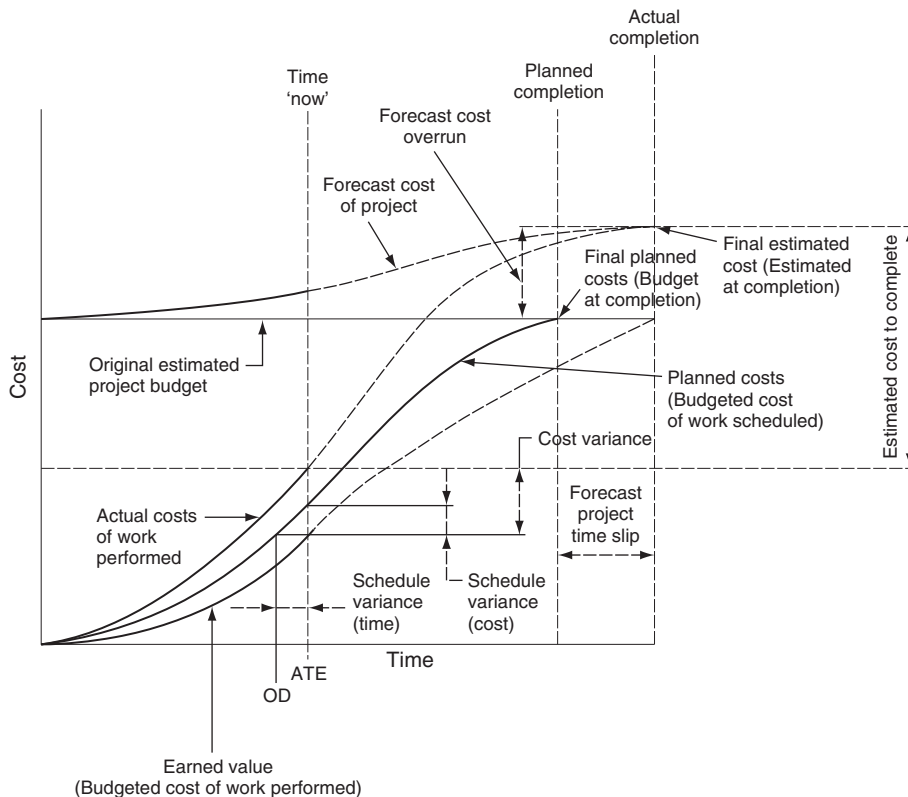 Actual
completion
Time
‘now’
Planned
completion
Forecast cost
overrun
Forecast cost
of project
Final planned
costs (Budget
at completion)
Final estimated
cost (Estimated
at completion)
Estimated cost to complete
Original estimated
project budget
Cost
Planned costs
(Budgeted cost
of work scheduled)
Cost variance
Actual costs
of work
performed
Forecast
project
time slip
Schedule
variance
(time)
Schedule
variance
(cost)
Time
ATE
OD
Earned value
(Budgeted cost of work performed)